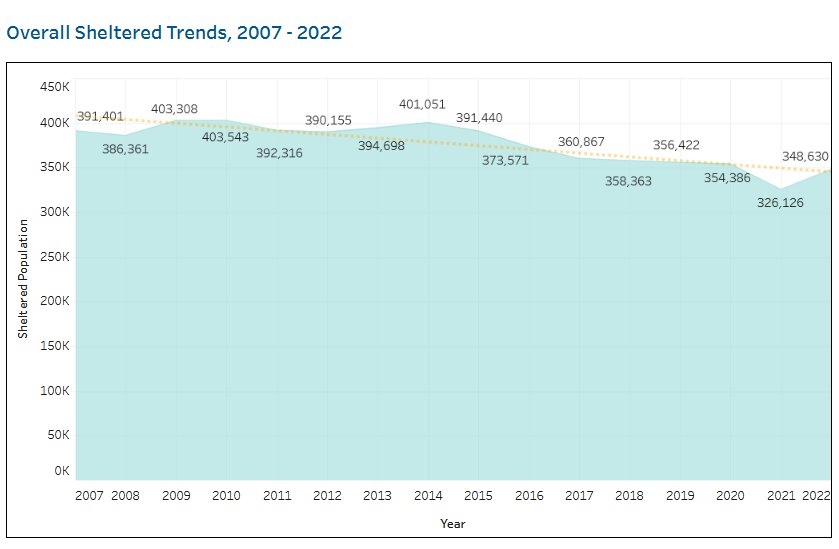 Overall Sheltered Trends, 2007 - 2022
450K
400K
350K
300K
250K
200K
150K
100K
50K
0K
Sheltered Population
391,401
386,361
403,308
403,543
392,316
390,155
394,698
401,051
391,440
373,571
360,867
358,363
356,422
354,386
326,126
348,630
2007 2008 2009 2010 2011 2012 2013 2014 2015 2016 2017 2018 2019 2020 2021 2022
Year